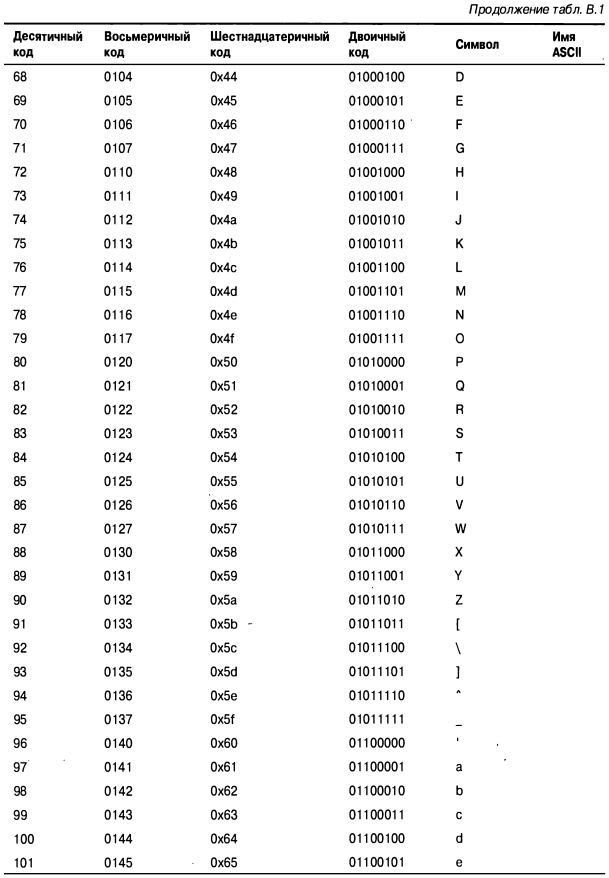 Продолжение табл. В.1
Десятичный код Восьмеричный код Шестнадцатеричный код Двоичный код Символ Имя ASCII
68 0104 0x44 01000100 D
69 0105 0x45 01000101 E
70 0106 0x46 01000110 F
71 0107 0x47 01000111 G
72 0110 0x48 01001000 H
73 0111 0x49 01001001 I
74 0112 0x4a 01001010 J
75 0113 0x4b 01001011 K
76 0114 0x4c 01001100 L
77 0115 0x4d 01001101 M
78 0116 0x4e 01001110 N
79 0117 0x4f 01001111 O
80 0120 0x50 01010000 P
81 0121 0x51 01010001 Q
82 0122 0x52 01010010 R
83 0123 0x53 01010011 S
84 0124 0x54 01010100 T
85 0125 0x55 01010101 U
86 0126 0x56 01010110 V
87 0127 0x57 01010111 W
88 0130 0x58 01011000 X
89 0131 0x59 01011001 Y
90 0132 0x5a 01011010 Z
91 0133 0x5b 01011011 [
92 0134 0x5c 01011100 \
93 0135 0x5d 01011101 ]
94 0136 0x5e 01011110 ^
95 0137 0x5f 01011111 _
96 0140 0x60 01100000 '
97 0141 0x61 01100001 a
98 0142 0x62 01100010 b
99 0143 0x63 01100011 c
100 0144 0x64 01100100 d
101 0145 0x65 01100101 e